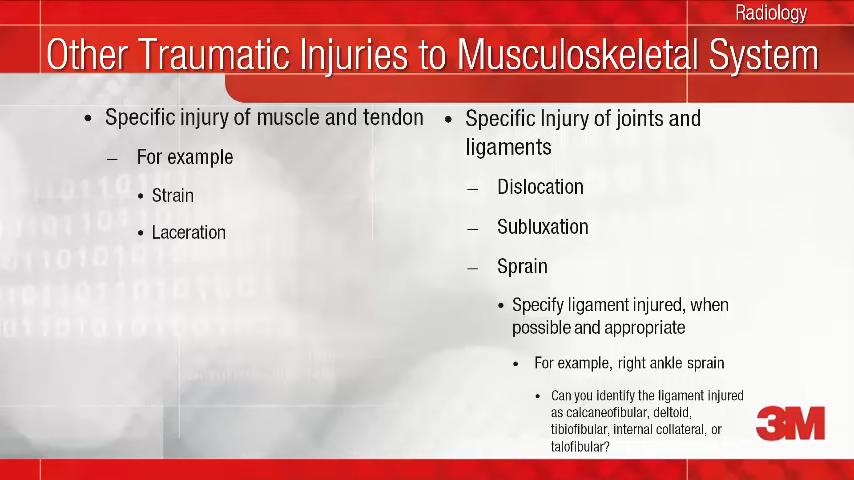 Radiology
Other Traumatic Injuries to Musculoskeletal System
• Specific injury of muscle and tendon
– For example
• Strain
• Laceration
• Specific Injury of joints and
ligaments
– Dislocation
– Subluxation
– Sprain
• Specify ligament injured, when
possible and appropriate
• For example, right ankle sprain
• Can you identify the ligament injured
as calcaneofibular, deltoid,
tibiofibular, internal collateral, or
talofibular?
3M